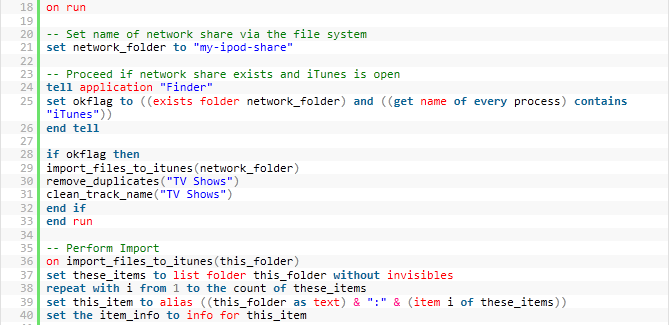 18 on run
19
20 -- Set name of network share via the file system
21 set network_folder to "my-ipod-share"
22
23 -- Proceed if network share exists and iTunes is open
24 tell application "Finder"
25 set okflag to ((exists folder network_folder) and ((get name of every process) contains
"iTunes"))
26 end tell
27
28 if okflag then
29 import_files_to_itunes(network_folder)
30 remove_duplicates("TV Shows")
31 clean_track_name("TV Shows")
32 end if
33 end run
34
35 -- Perform Import
36 on import_files_to_itunes(this_folder)
37 set these_items to list folder this_folder without invisibles
38 repeat with i from 1 to the count of these_items
39 set this_item to alias ((this_folder as text) & ":" & (item i of these_items))
40 set the item_info to info for this_item